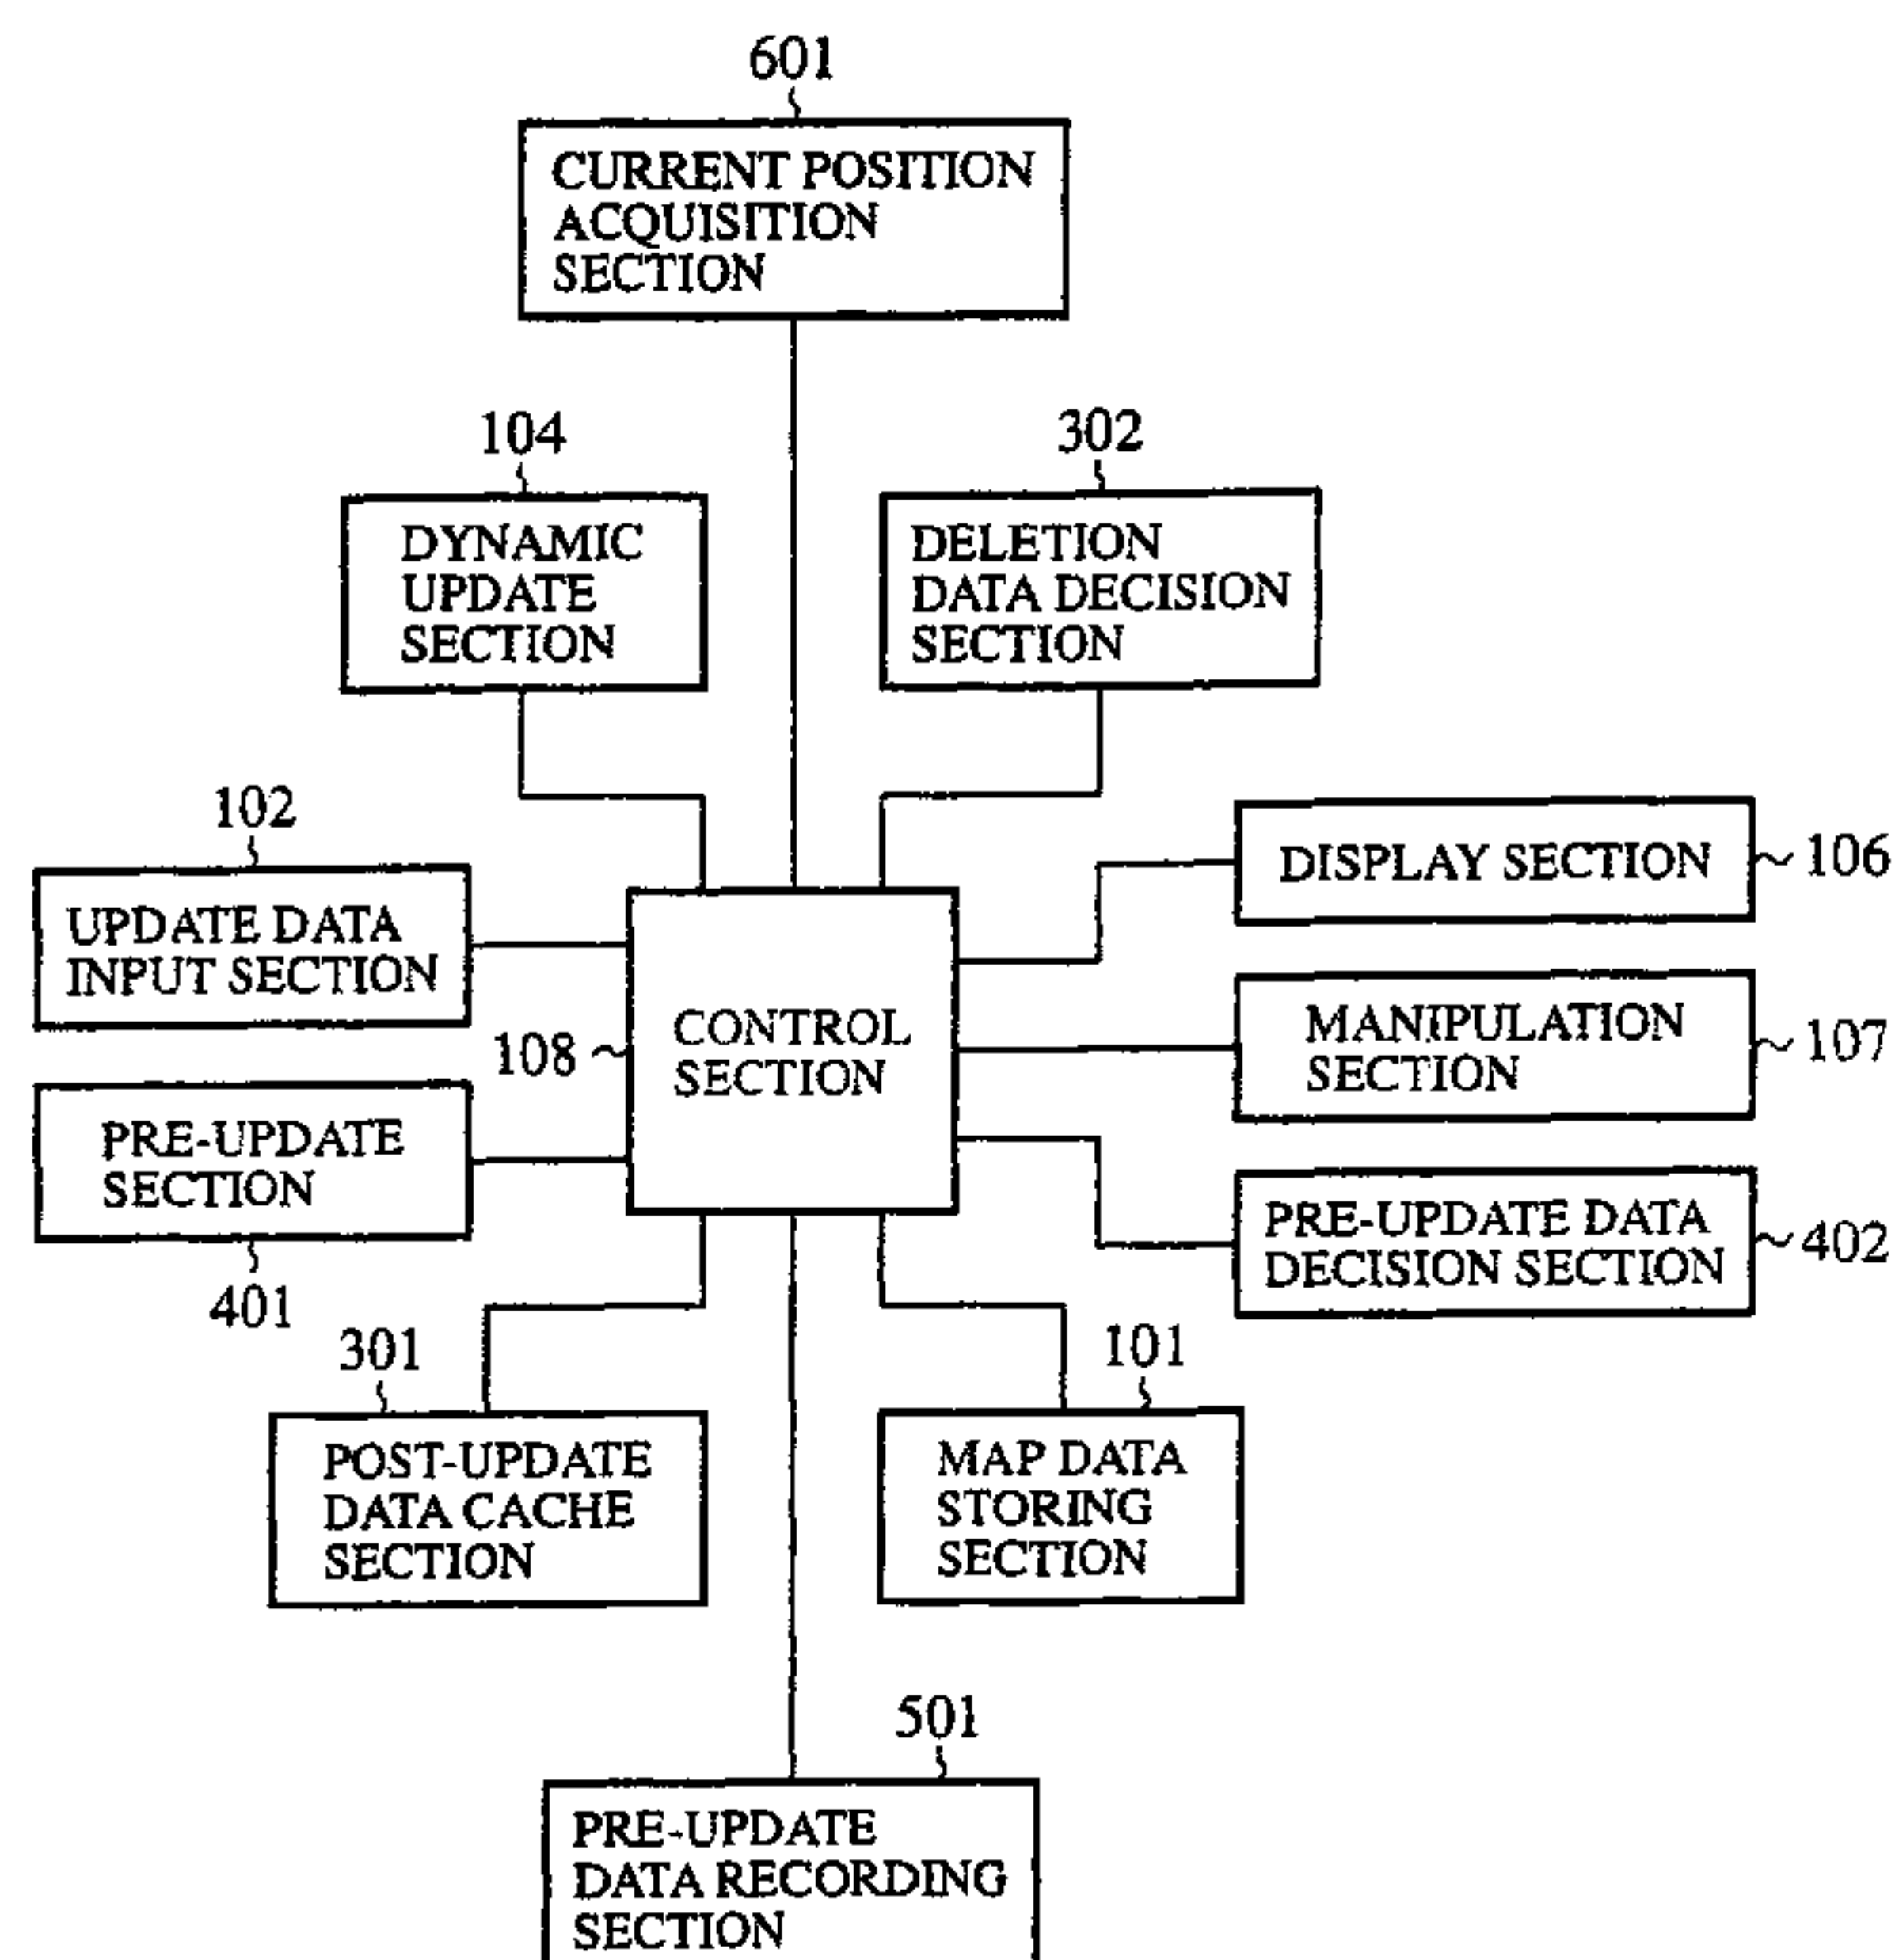 601
CURRENT POSITION
ACQUISITION
SECTION
104
DYNAMIC
UPDATE
SECTION
302
DELETION
DATA DECISION
SECTION
102
UPDATE DATA
INPUT SECTION
DISPLAY SECTION
106
108
CONTROL
SECTION
MANIPULATION
SECTION
107
PRE-UPDATE
SECTION
401
PRE-UPDATE DATA
DECISION SECTION
402
301
POST-UPDATE
DATA CACHE
SECTION
101
MAP DATA
STORING
SECTION
501
PRE-UPDATE
DATA RECORDING
SECTION